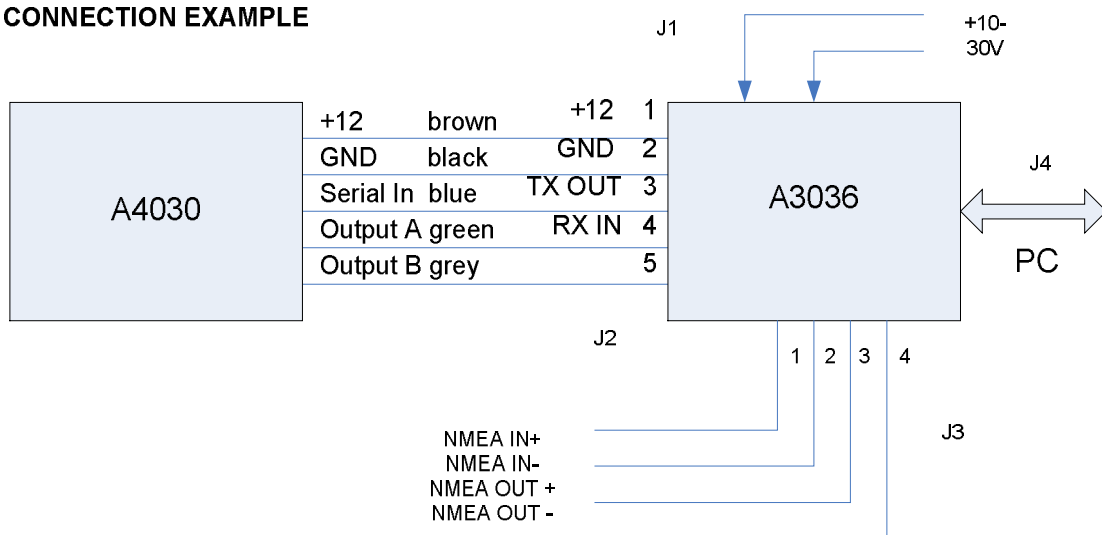 CONNECTION EXAMPLE
J1
+10-
30V
+12 brown +12 1
GND black GND 2
Serial In blue TX OUT 3
Output A green RX IN 4
Output B grey 5
A4030
A3036
J4
PC
J2
1 2 3 4
J3
NMEA IN+
NMEA IN-
NMEA OUT +
NMEA OUT -